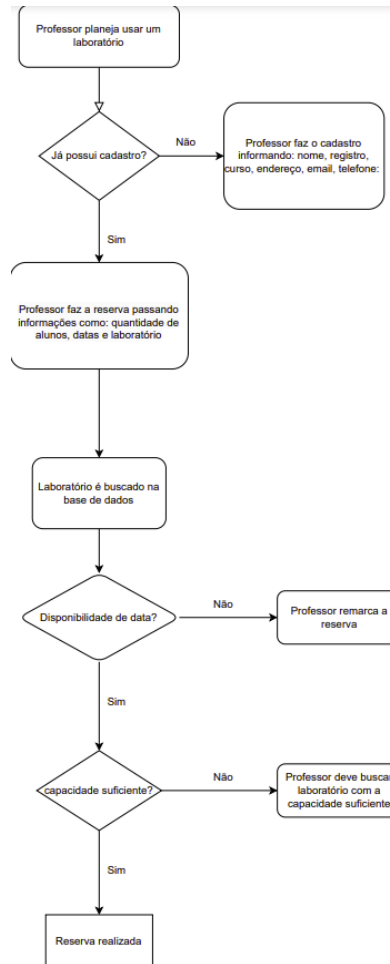 Professor planeja usar um
laboratório
Já possui cadastro?
Não
Professor faz o cadastro
informando: nome, registro,
curso, endereço, email, telefone:
Sim
Professor faz a reserva passando
informações como: quantidade de
alunos, datas e laboratório
Laboratório é buscado na
base de dados
Disponibilidade de data?
Não
Professor remarca a
reserva
Sim
capacidade suficiente?
Não
Professor deve buscar
laboratório com a
capacidade suficiente
Sim
Reserva realizada